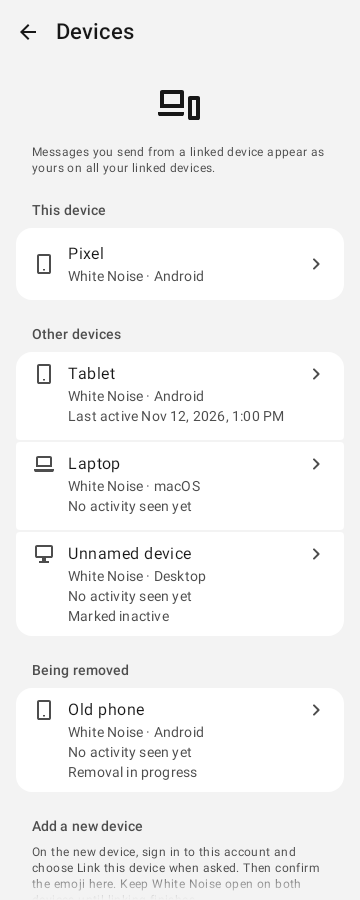 Devices
Messages you send from a linked device appear as
yours on all your linked devices.
This device
Pixel
White Noise · Android
Other devices
Tablet
White Noise · Android
Last active Nov 12, 2026, 1:00 PM
Laptop
White Noise · macOS
No activity seen yet
Unnamed device
White Noise · Desktop
No activity seen yet
Marked inactive
Being removed
Old phone
White Noise · Android
No activity seen yet
Removal in progress
Add a new device
On the new device, sign in to this account and
choose Link this device when asked. Then confirm
the emoji here. Keep White Noise open on both